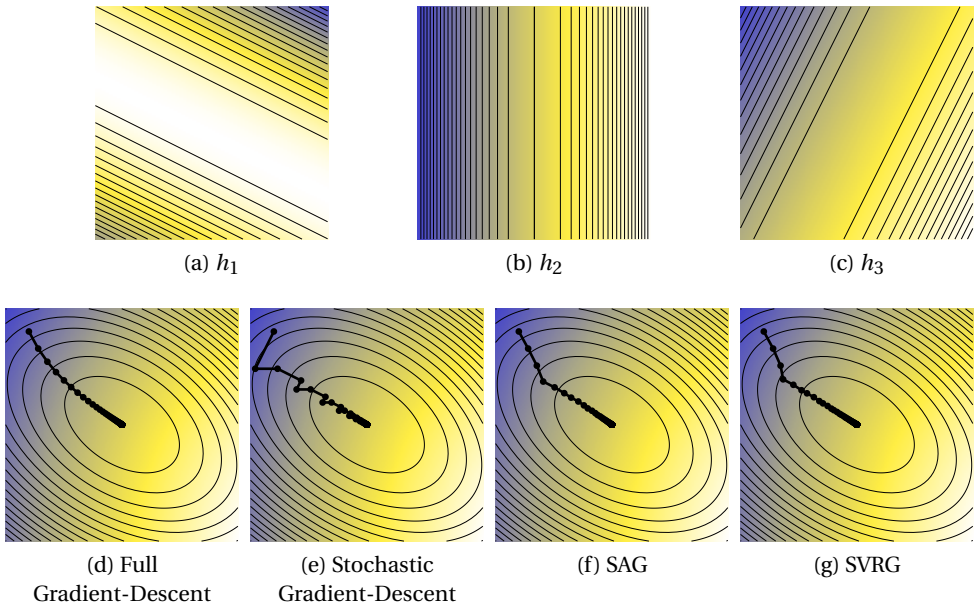 (a) h1
(b) h2
(c) h3
(d) Full
Gradient-Descent
(e) Stochastic
Gradient-Descent
(f) SAG
(g) SVRG